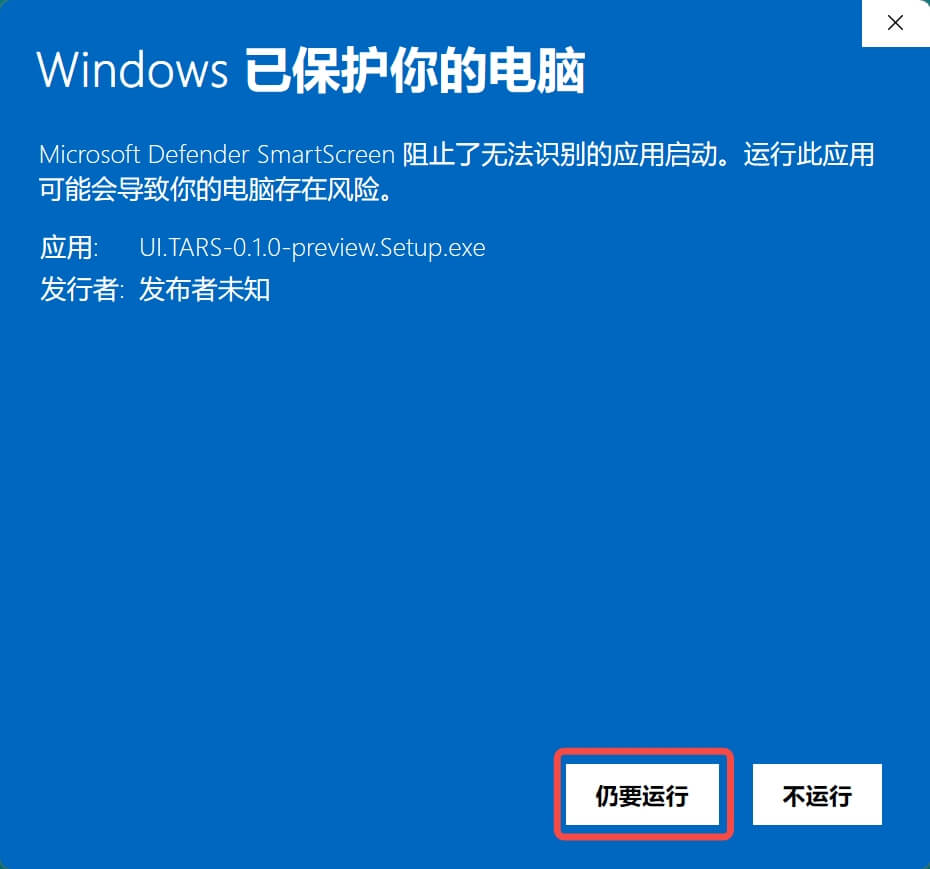 Windows 已保护你的电脑
Microsoft Defender SmartScreen 阻止了无法识别的应用启动。运行此应用
可能会导致你的电脑存在风险。
应用: UI.TARS-0.1.0-preview.Setup.exe
发行者: 发布者未知
仍要运行 不运行